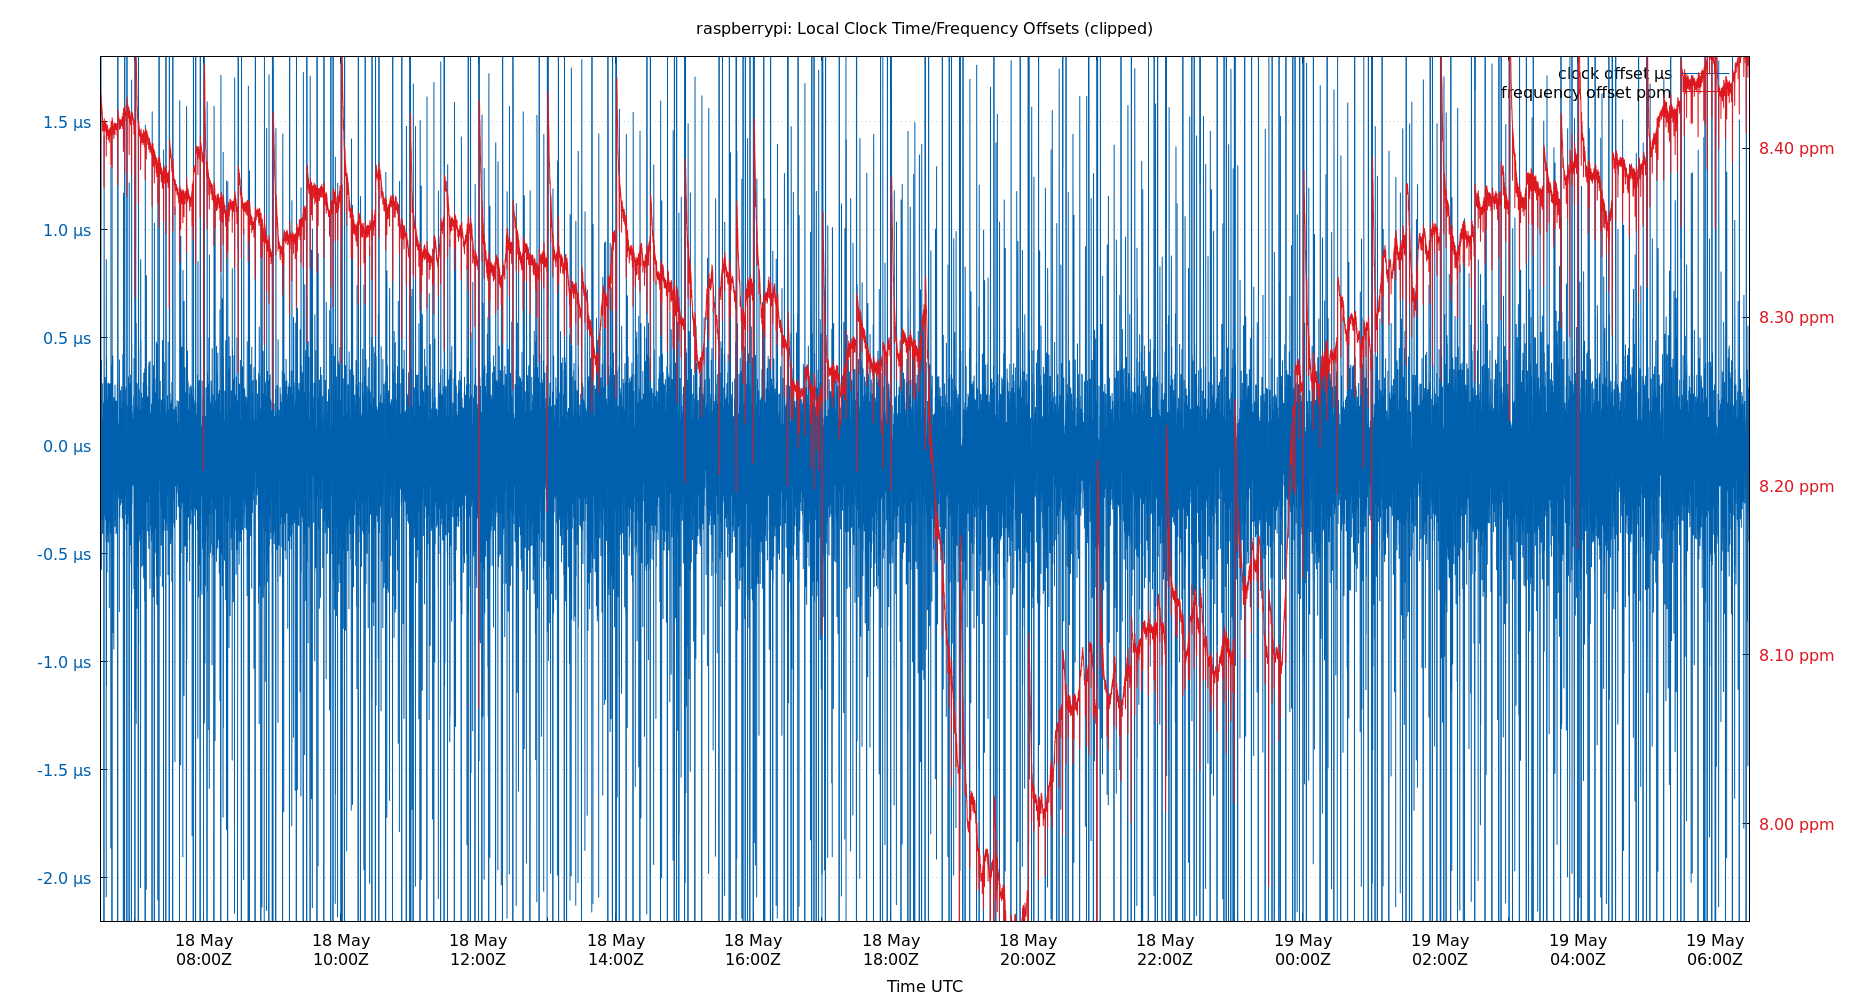 raspberrypi: Local Clock Time/Frequency Offsets (clipped)
clock offset µs
frequency offset ppm
1.5 µs
1.0 µs
0.5 µs
0.0 µs
-0.5 µs
-1.0 µs
-1.5 µs
-2.0 µs
8.40 ppm
8.30 ppm
8.20 ppm
8.10 ppm
8.00 ppm
18 May 18 May 18 May 18 May 18 May 18 May 18 May 18 May 19 May 19 May 19 May 19 May
08:00Z 10:00Z 12:00Z 14:00Z 16:00Z 18:00Z 20:00Z 22:00Z 00:00Z 02:00Z 04:00Z 06:00Z
Time UTC